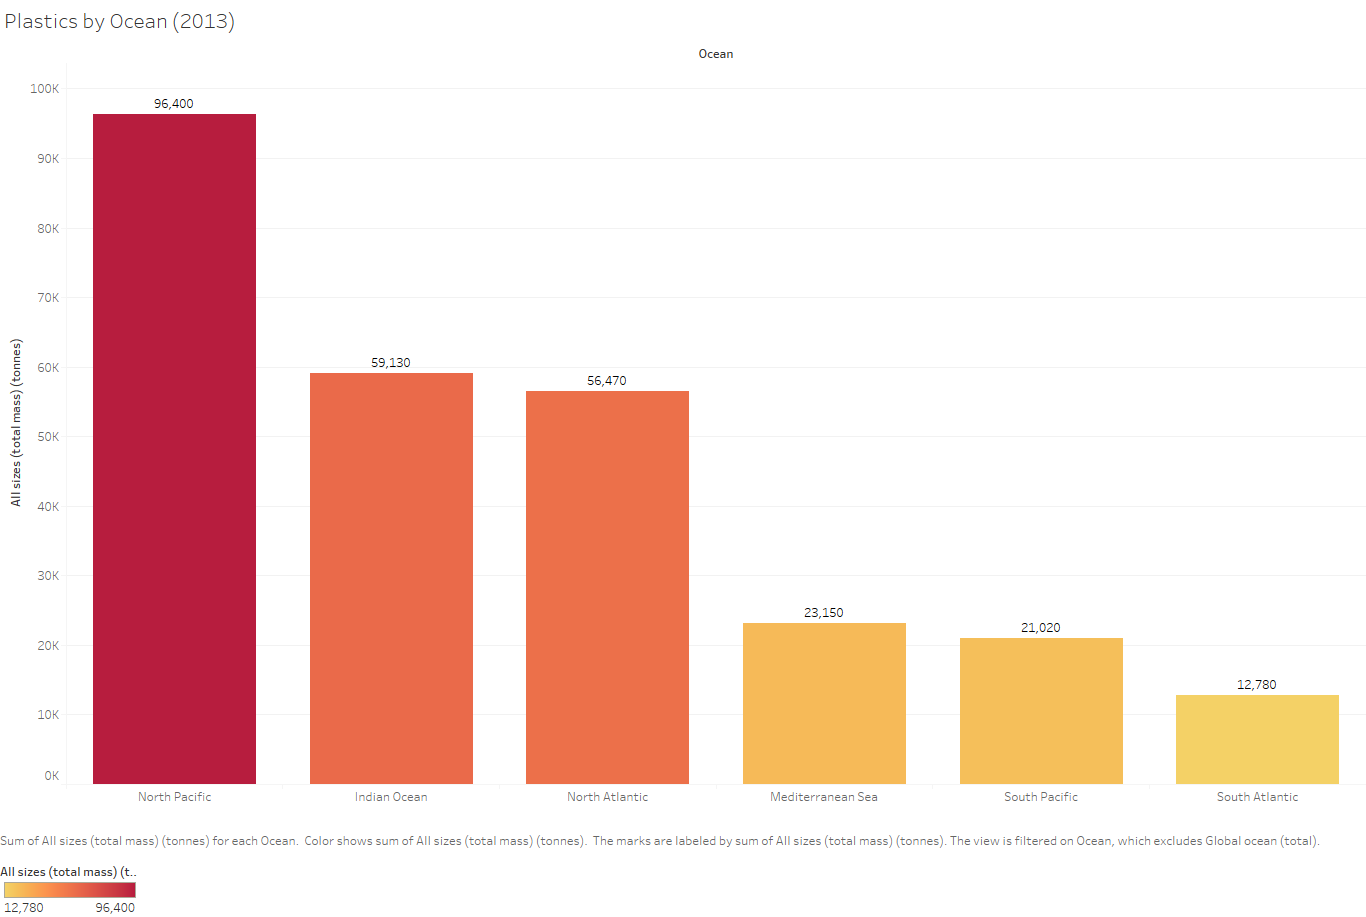 Plastics by Ocean (2013)
Ocean
All sizes (total mass) (tonnes)
100K
90K
80K
70K
60K
50K
40K
30K
20K
10K
0K
96,400
59,130
56,470
23,150
21,020
12,780
North Pacific
Indian Ocean
North Atlantic
Mediterranean Sea
South Pacific
South Atlantic
Sum of All sizes (total mass) (tonnes) for each Ocean.  Color shows sum of All sizes (total mass) (tonnes).  The marks are labeled by sum of All sizes (total mass) (tonnes). The view is filtered on Ocean, which excludes Global ocean (total).
All sizes (total mass) (t..
12,780 96,400